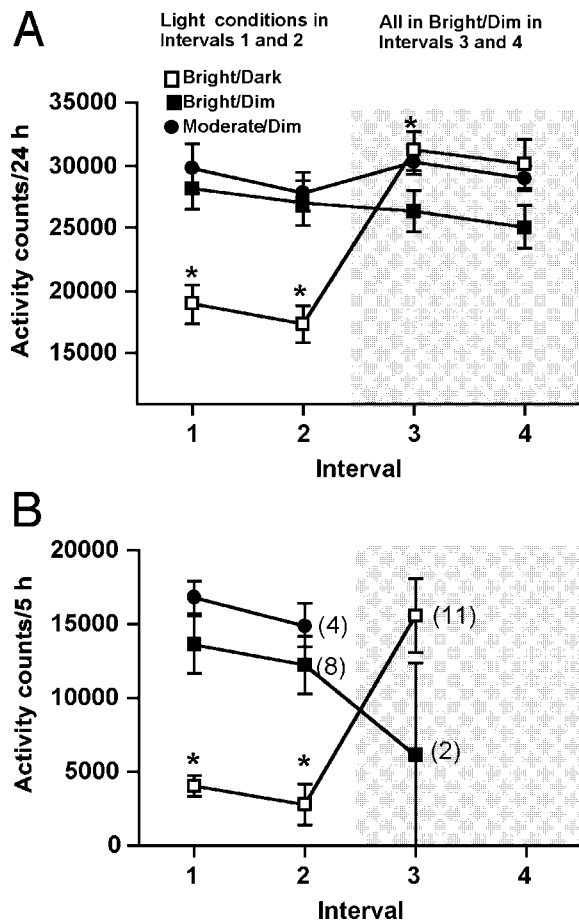 A
Light conditions in
Intervals 1 and 2
All in Bright/Dim in
Intervals 3 and 4
Bright/Dark
Bright/Dim
Moderate/Dim
Activity counts/24 h
35000
30000
25000
20000
15000
*
*
*
1 2 3 4
Interval
B
Activity counts/5 h
20000
15000
10000
5000
0
(4)
(8)
(11)
(2)
*
*
1 2 3 4
Interval